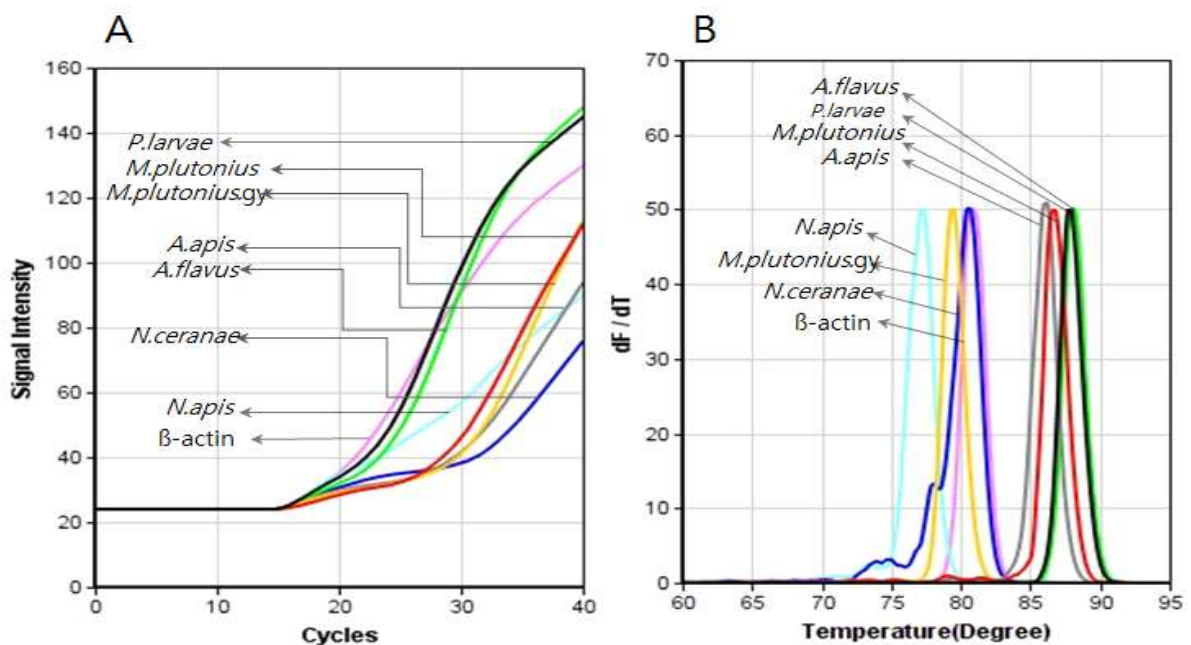 A
160
140
120
100
80
60
40
20
0
Signal Intensity
P.larvae
M.plutonius
M.plutonius.gy
A.apis
A.flavus
N.ceranae
N.apis
ß-actin
0 10 20 30 40
Cycles
B
70
60
50
40
30
20
10
0
dF / dT
A.flavus
P.larvae
M.plutonius
A.apis
N.apis
M.plutonius.gy
N.ceranae
ß-actin
60 65 70 75 80 85 90 95
Temperature(Degree)